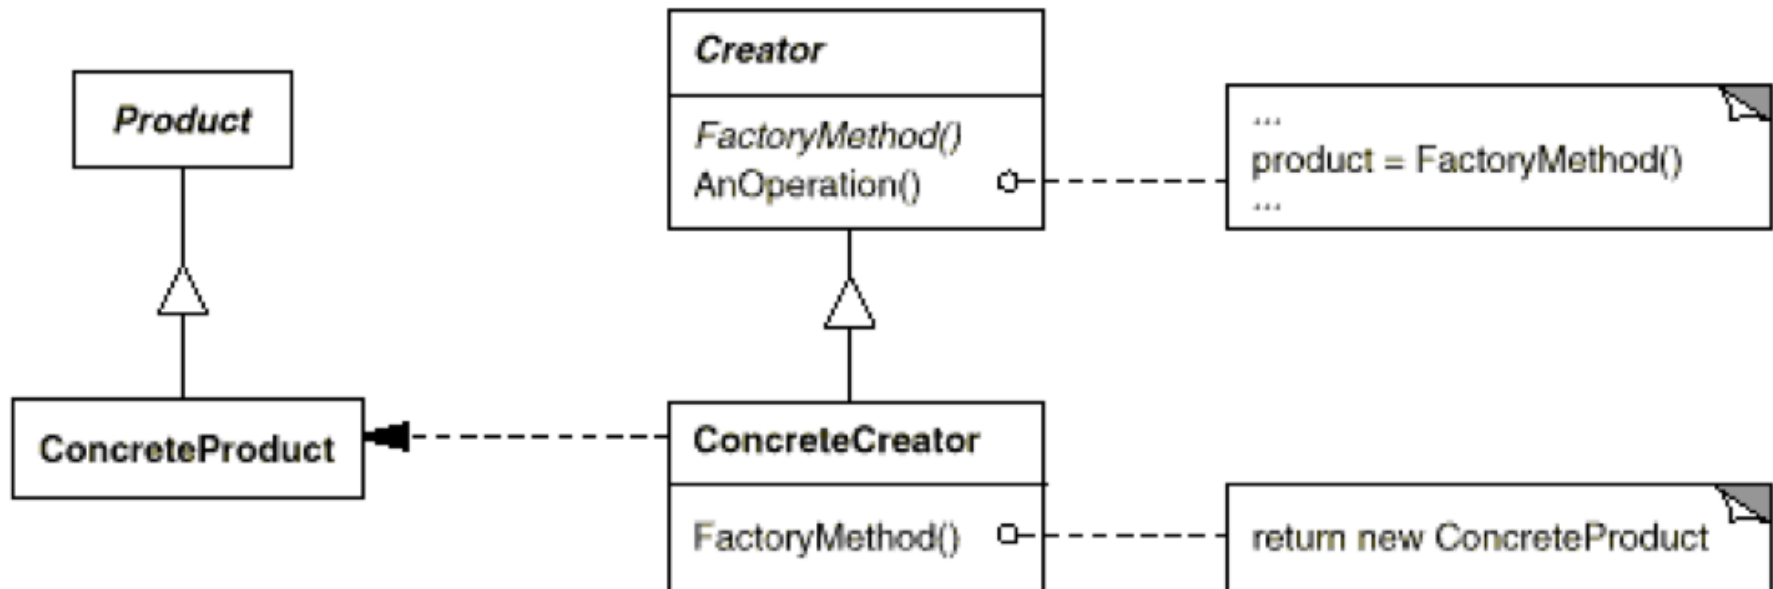 Product
ConcreteProduct
Creator
FactoryMethod()
AnOperation()
...
product = FactoryMethod()
...
ConcreteCreator
FactoryMethod()
return new ConcreteProduct